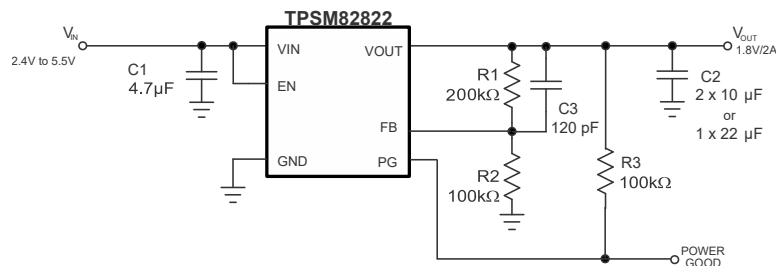 TPSM82822
VIN
2.4V to 5.5V
C1
4.7µF
VIN
EN
GND
VOUT
FB
PG
R1
200kΩ
C3
120 pF
R2
100kΩ
R3
100kΩ
VOUT
1.8V/2A
C2
2 x 10 µF
or
1 x 22 µF
POWER
GOOD